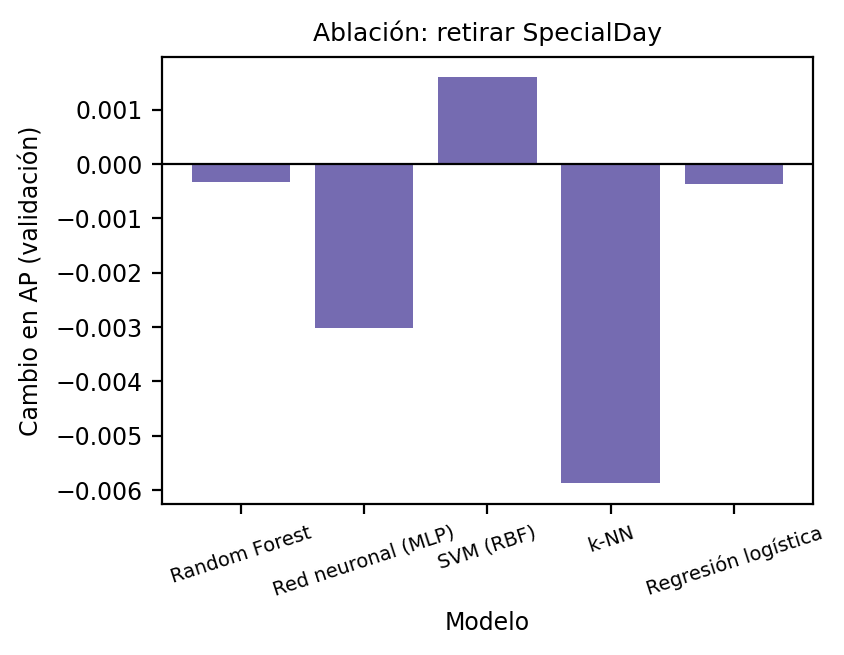 Ablación: retirar SpecialDay
Cambio en AP (validación)
0.001
0.000
−0.001
−0.002
−0.003
−0.004
−0.005
−0.006
Random Forest
Red neuronal (MLP)
SVM (RBF)
k-NN
Regresión logística
Modelo